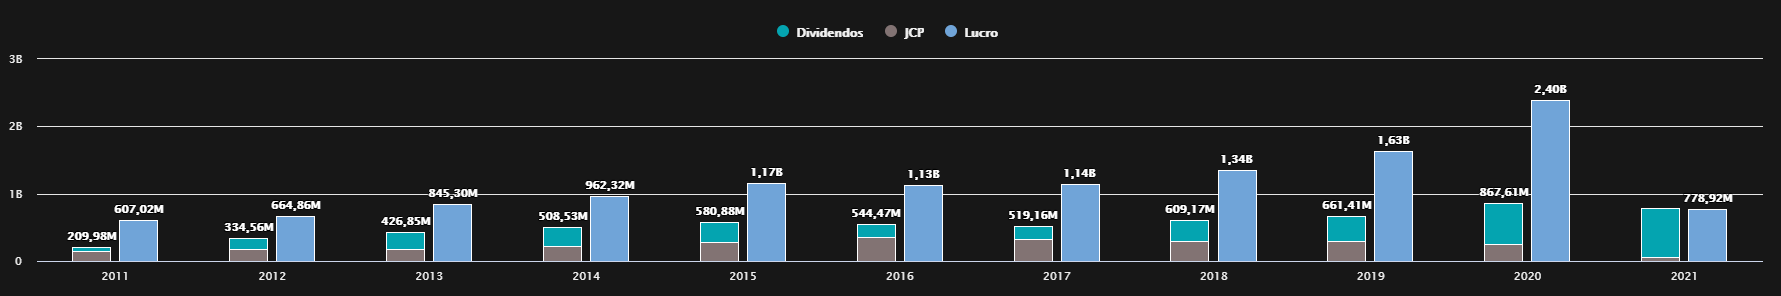 Dividendos JCP Lucro
3B
2,40B
2B
1,63B
1,34B
1,17B 1,13B 1,14B
1B 607,02M 664,86M 845,30M 962,32M 867,61M 778,92M
209,98M 334,56M 426,85M 508,53M 580,88M 544,47M 519,16M 609,17M 661,41M
0
2011 2012 2013 2014 2015 2016 2017 2018 2019 2020 2021